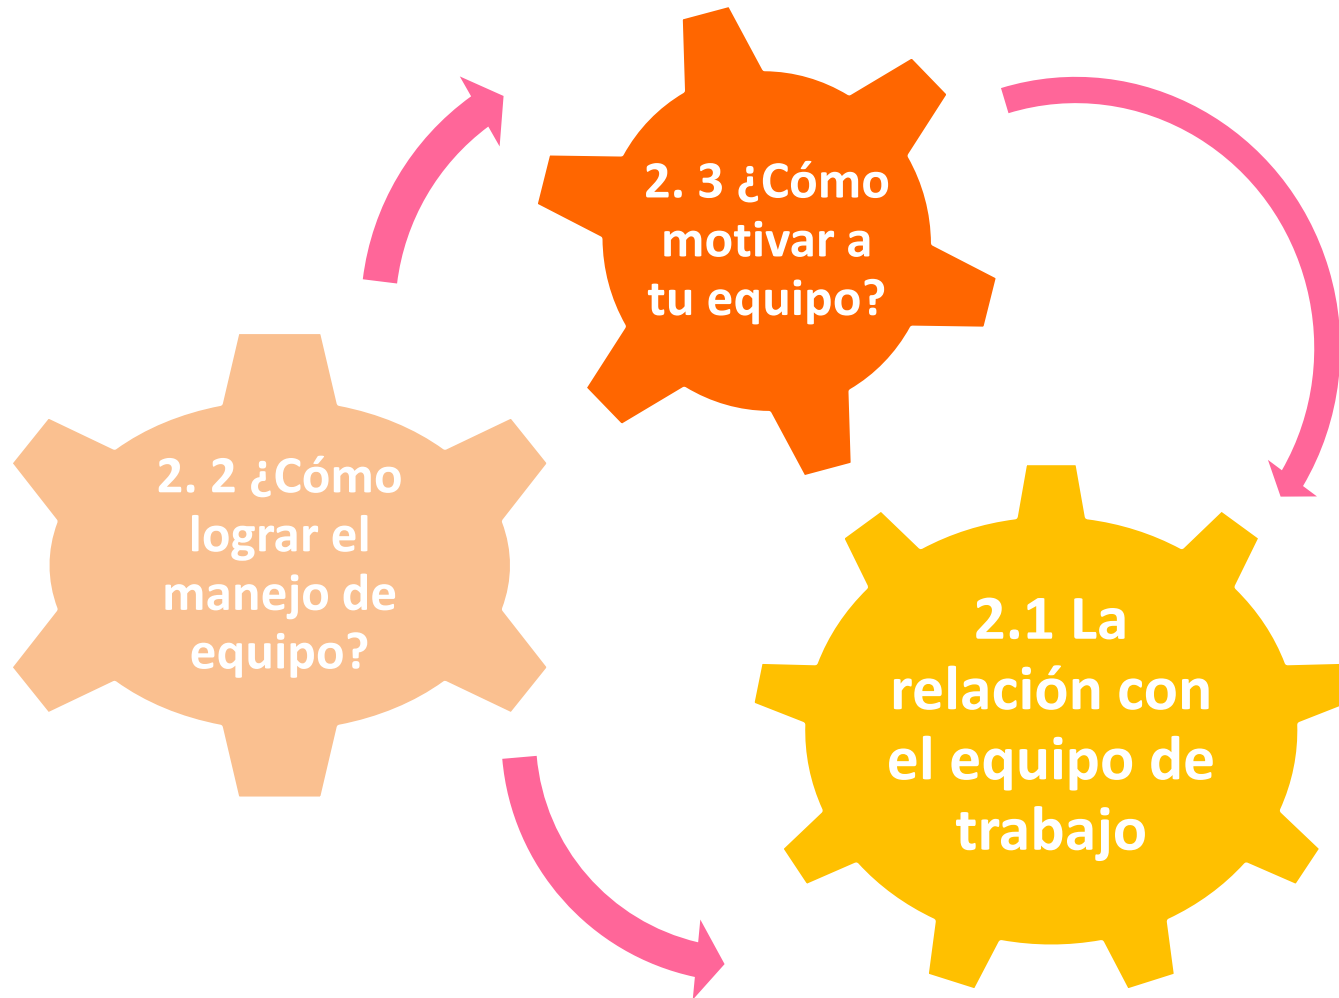 2. 3 ¿Cómo
motivar a
tu equipo?
2. 2 ¿Cómo
lograr el
manejo de
equipo?
2.1 La
relación con
el equipo de
trabajo